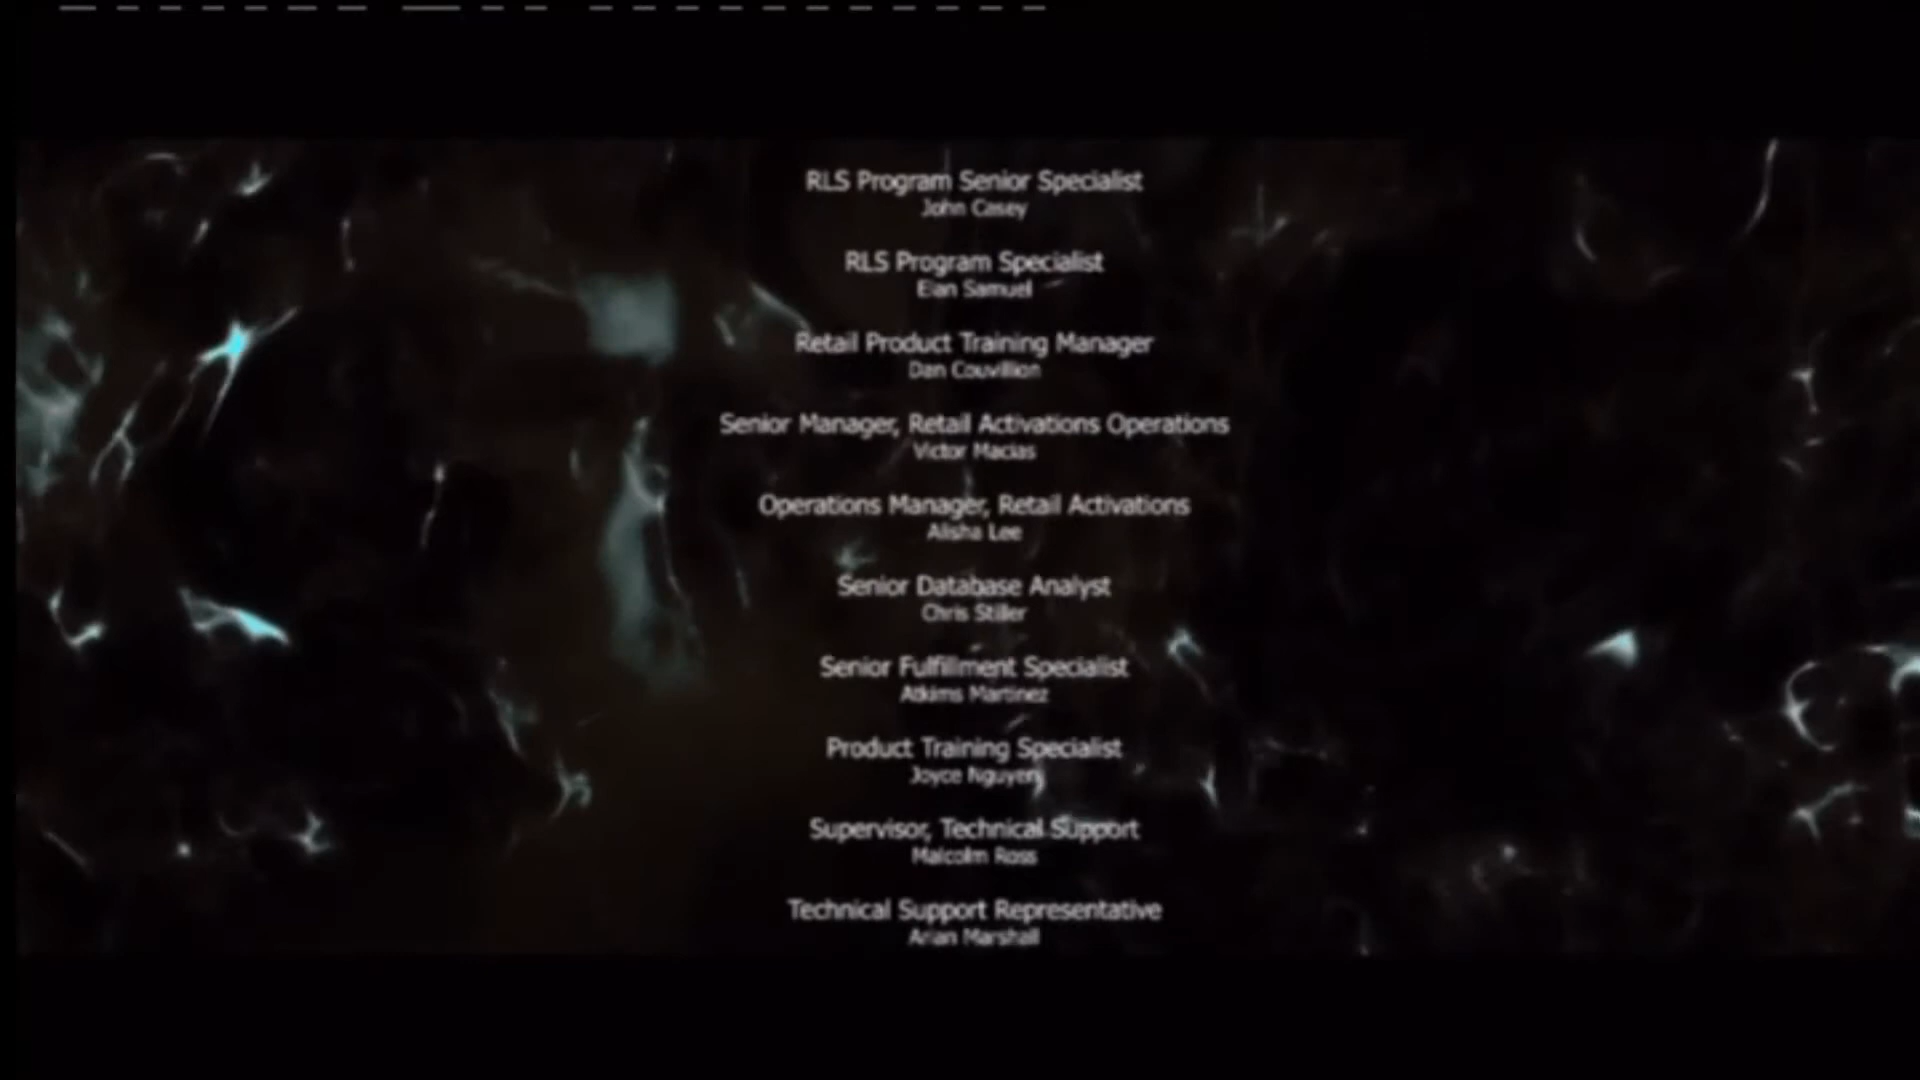 RLS Program Senior Specialist
John Casey
RLS Program Specialist
Elan Samuel
Retail Product Training Manager
Dan Couvillion
Senior Manager, Retail Activations Operations
Victor Macias
Operations Manager, Retail Activations
Alisha Lee
Senior Database Analyst
Chris Stiller
Senior Fulfillment Specialist
Atkims Martinez
Product Training Specialist
Joyce Nguyen
Supervisor, Technical Support
Malcolm Ross
Technical Support Representative
Arian Marshall